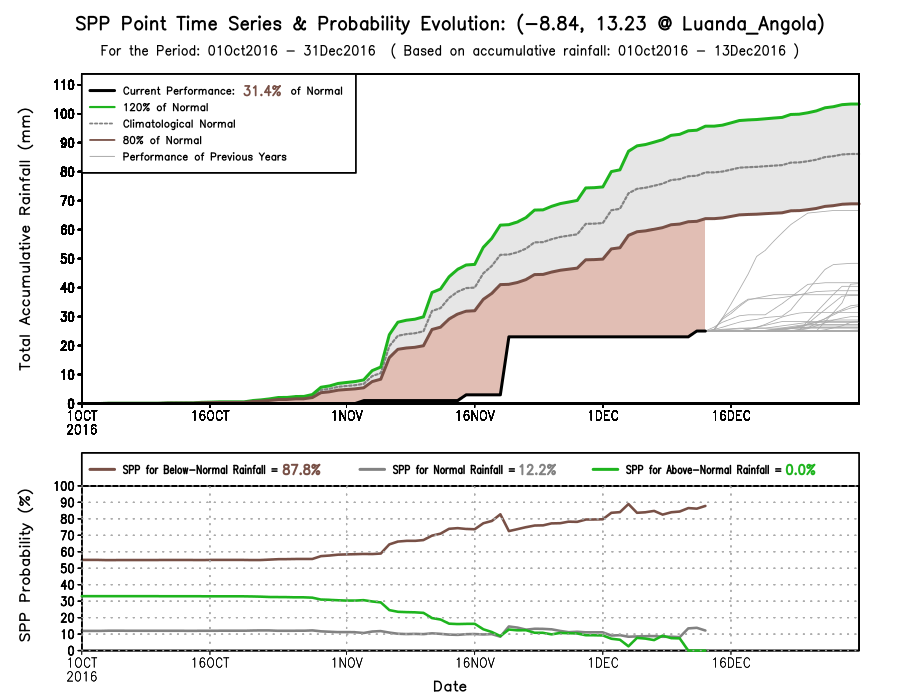 SPP Point Time Series & Probability Evolution: (−8.84, 13.23 @ Luanda_Angola)
For the Period: 01Oct2016 − 31Dec2016 ( Based on accumulative rainfall: 01Oct2016 − 13Dec2016 )
Total Accumulative Rainfall (mm)
110
100
90
80
70
60
50
40
30
20
10
0
Current Performance: 31.4% of Normal
120% of Normal
Climatological Normal
80% of Normal
Performance of Previous Years
1OCT 16OCT 1NOV 16NOV 1DEC 16DEC
2016
SPP Probability (%)
SPP for Below−Normal Rainfall = 87.8% SPP for Normal Rainfall = 12.2% SPP for Above−Normal Rainfall = 0.0%
100
90
80
70
60
50
40
30
20
10
0
1OCT 16OCT 1NOV 16NOV 1DEC 16DEC
2016
Date